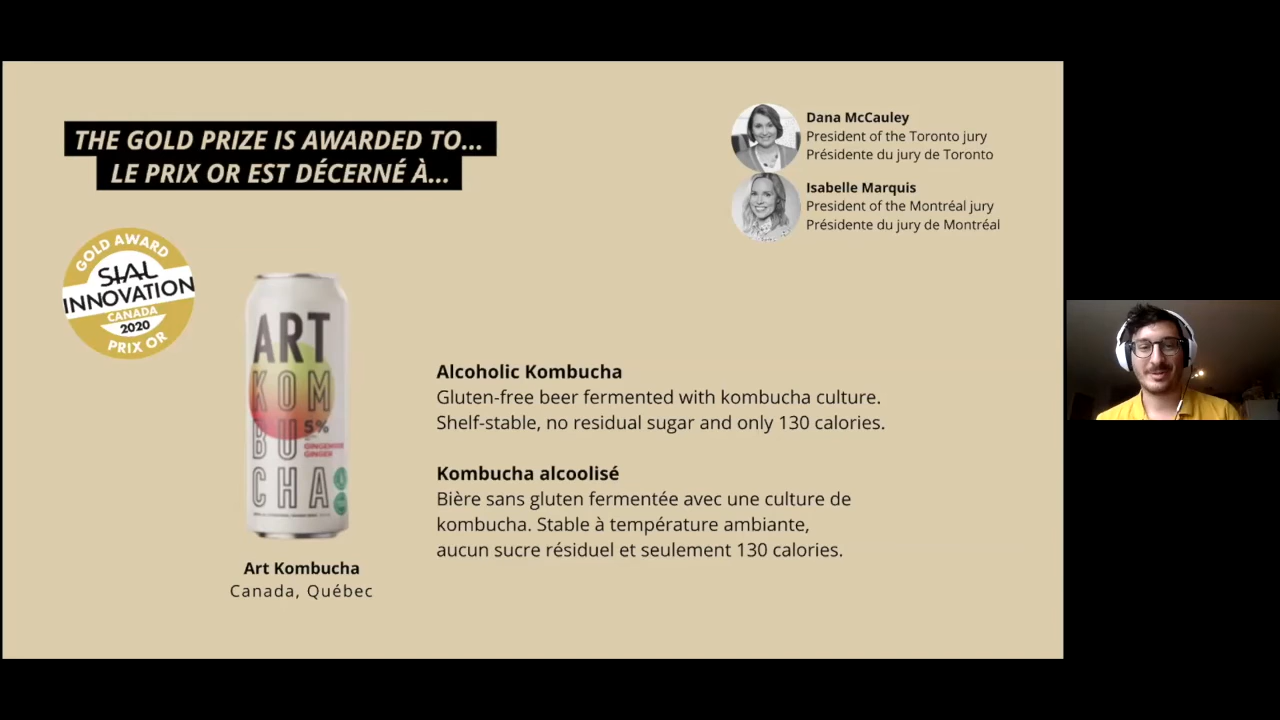 THE GOLD PRIZE IS AWARDED TO...
LE PRIX OR EST DÉCERNÉ À...
Dana McCauley
President of the Toronto jury
Présidente du jury de Toronto
Isabelle Marquis
President of the Montréal jury
Présidente du jury de Montréal
GOLD AWARD
SIAL
INNOVATION
CANADA
2020
PRIX OR
ART
KOM
BU
5%
GINGEMBRE
GINGER
CHA
Alcoholic Kombucha
Gluten-free beer fermented with kombucha culture.
Shelf-stable, no residual sugar and only 130 calories.
Kombucha alcoolisé
Bière sans gluten fermentée avec une culture de
kombucha. Stable à température ambiante,
aucun sucre résiduel et seulement 130 calories.
Art Kombucha
Canada, Québec